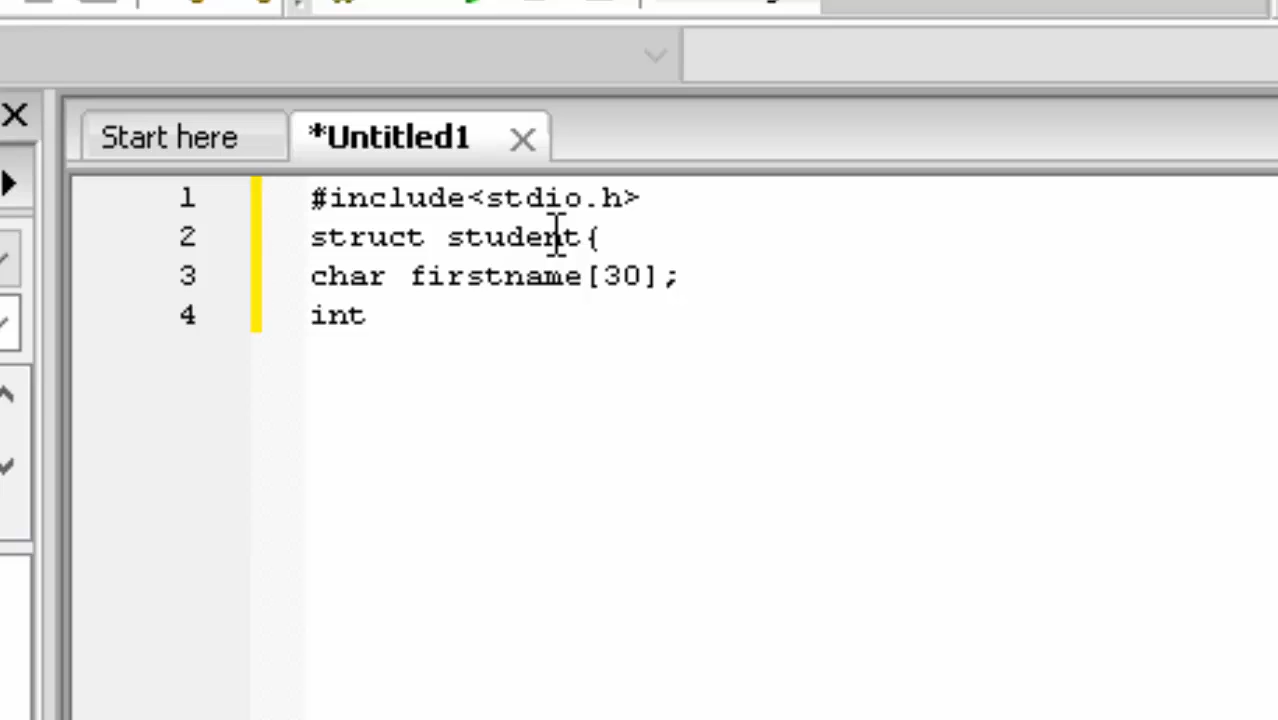 Start here
*Untitled1
1 #include<stdio.h>
2 struct student{
3 char firstname[30];
4 int